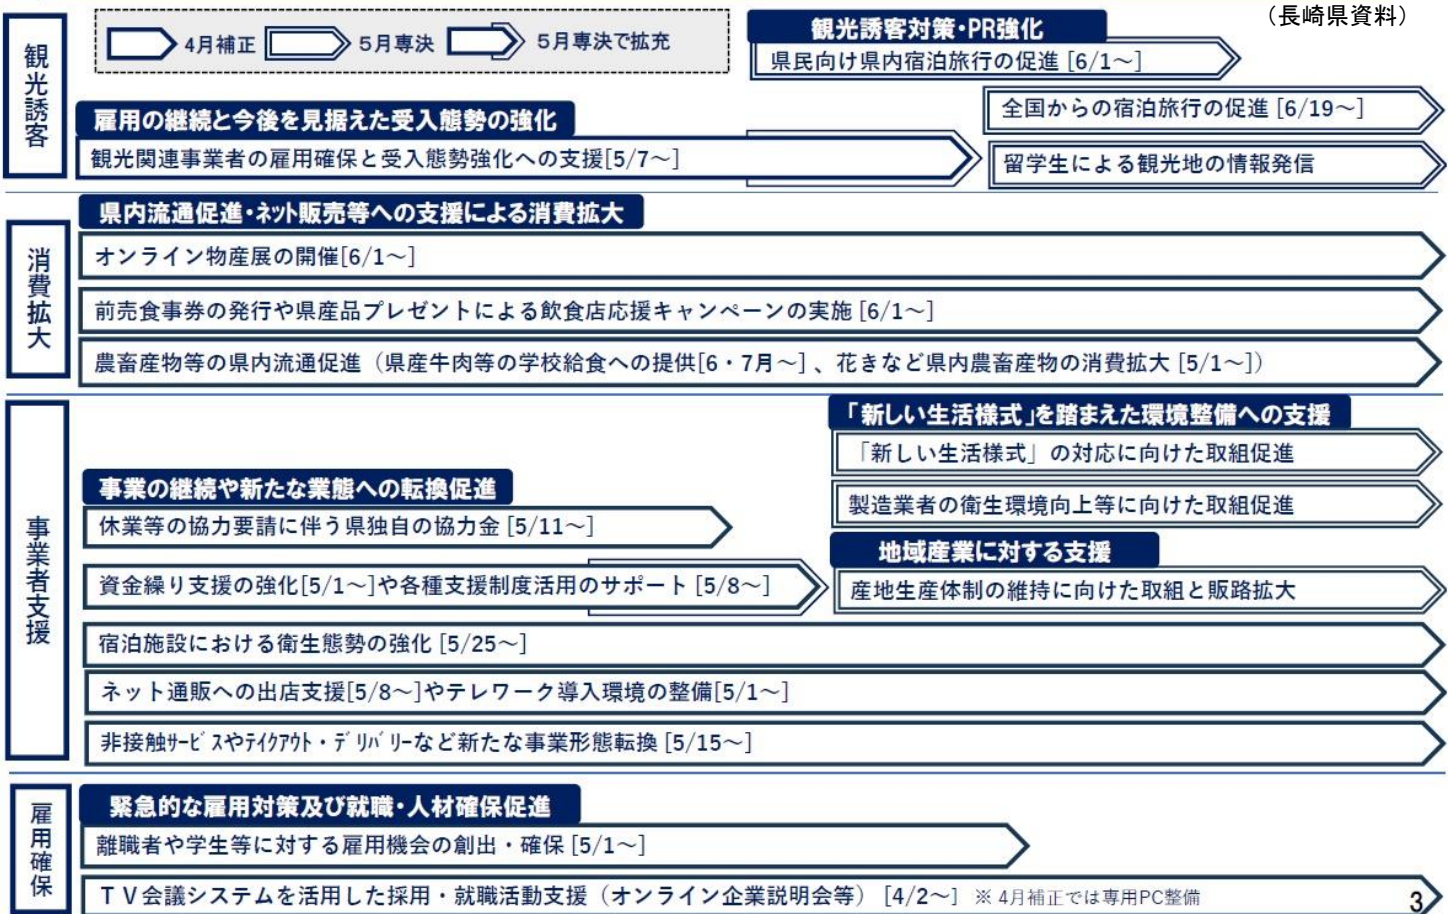 （長崎県資料）
4月補正
5月専決
5月専決で拡充
観光誘客
観光誘客対策・PR強化
県民向け県内宿泊旅行の促進 [6/1～]
全国からの宿泊旅行の促進 [6/19～]
雇用の継続と今後を見据えた受入態勢の強化
観光関連事業者の雇用確保と受入態勢強化への支援[5/7～]
留学生による観光地の情報発信
消費拡大
県内流通促進・ネット販売等への支援による消費拡大
オンライン物産展の開催[6/1～]
前売食事券の発行や県産品プレゼントによる飲食店応援キャンペーンの実施 [6/1～]
農畜産物等の県内流通促進（県産牛肉等の学校給食への提供[6・7月～] 、花きなど県内農畜産物の消費拡大 [5/1～]）
事業者支援
「新しい生活様式」を踏まえた環境整備への支援
「新しい生活様式」の対応に向けた取組促進
事業の継続や新たな業態への転換促進
製造業者の衛生環境向上等に向けた取組促進
休業等の協力要請に伴う県独自の協力金 [5/11～]
地域産業に対する支援
資金繰り支援の強化[5/1～]や各種支援制度活用のサポート [5/8～]
産地生産体制の維持に向けた取組と販路拡大
宿泊施設における衛生態勢の強化 [5/25～]
ネット通販への出店支援[5/8～]やテレワーク導入環境の整備[5/1～]
非接触ｻｰﾋﾞｽやﾃｲｸｱｳﾄ・ﾃﾞﾘﾊﾞﾘｰなど新たな事業形態転換 [5/15～]
雇用確保
緊急的な雇用対策及び就職・人材確保促進
離職者や学生等に対する雇用機会の創出・確保 [5/1～]
ＴＶ会議システムを活用した採用・就職活動支援（オンライン企業説明会等） [4/2～] ※ 4月補正では専用PC整備
3